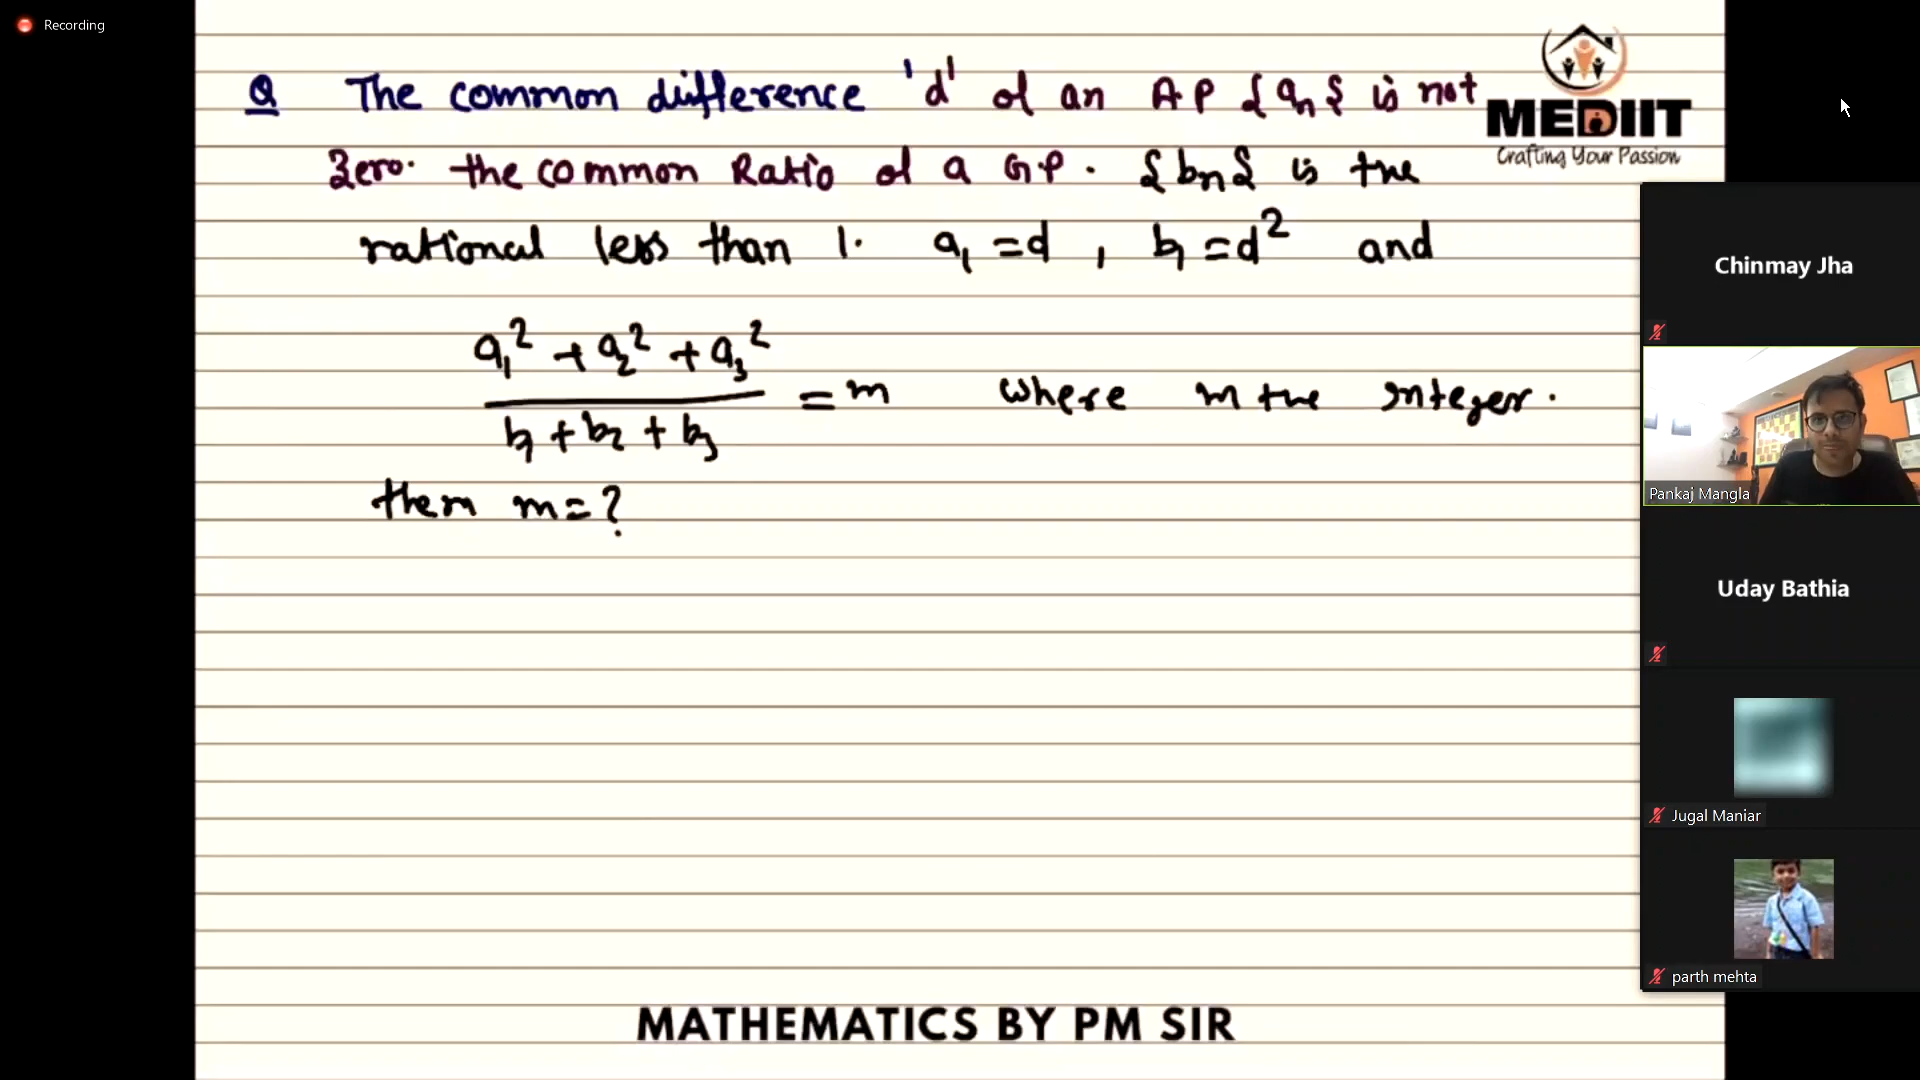 Recording
Q The common difference 'd' of an AP {an} is not
MEDIIT
Crafting Your Passion
Zero. the common Ratio of a G.P. {bn} is the
rational less than 1. a₁ = d , b₁ = d² and
a₁² + a₂² + a₃²
b₁ + b₂ + b₃
= m where m the integer.
them m = ?
MATHEMATICS BY PM SIR
Chinmay Jha
Pankaj Mangla
Uday Bathia
Jugal Maniar
parth mehta